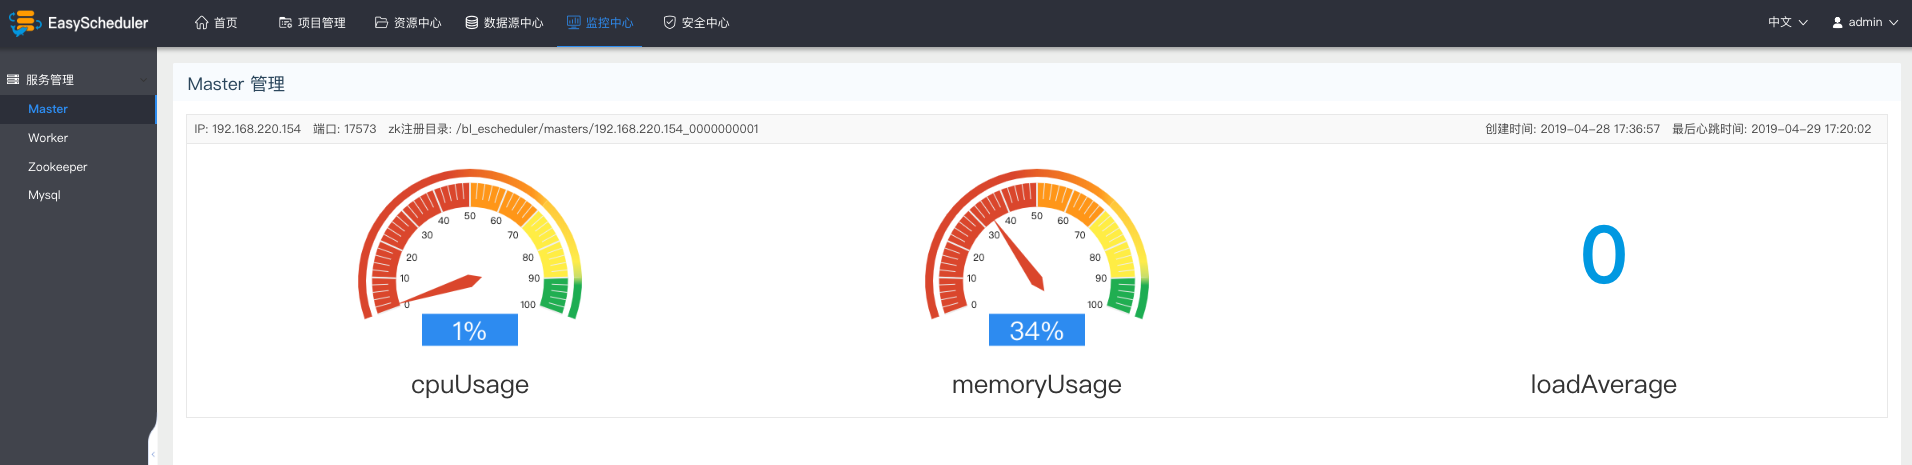 EasyScheduler 首页 项目管理 资源中心 数据源中心 监控中心 安全中心 中文 admin
服务管理
Master
Worker
Zookeeper
Mysql
Master 管理
IP: 192.168.220.154 端口: 17573 zk注册目录: /bl_escheduler/masters/192.168.220.154_0000000001 创建时间: 2019-04-28 17:36:57 最后心跳时间: 2019-04-29 17:20:02
0 10 20 30 40 50 60 70 80 90 100
1%
cpuUsage
0 10 20 30 40 50 60 70 80 90 100
34%
memoryUsage
0
loadAverage